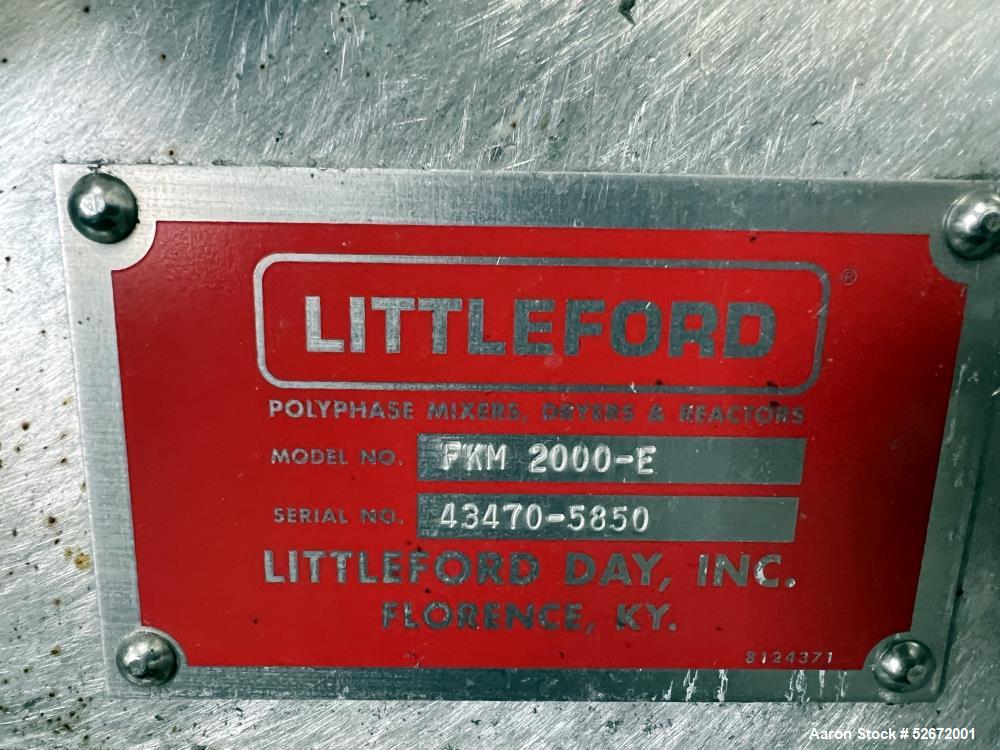 LITTLEFORD ®
POLYPHASE MIXERS, DRYERS & REACTORS
MODEL NO. FKM 2000-E
SERIAL NO. 43470-5850
LITTLEFORD DAY, INC.
FLORENCE, KY.
8124371
Aaron Stock # 52672001